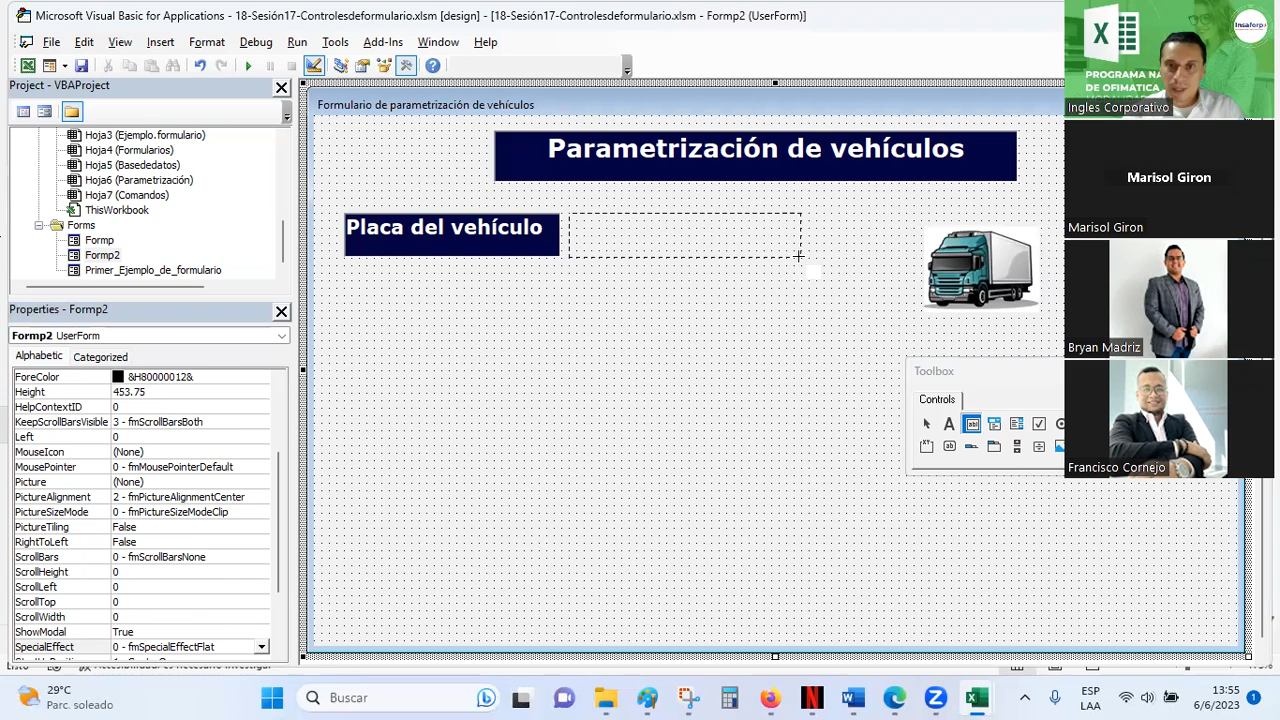 Microsoft Visual Basic for Applications - 18-Sesión17-Controlesdeformulario.xlsm [design] - [18-Sesión17-Controlesdeformulario.xlsm - Formp2 (UserForm)]
File Edit View Insert Format Debug Run Tools Add-Ins Window Help
Project - VBAProject
Hoja3 (Ejemplo.formulario)
Hoja4 (Formularios)
Hoja5 (Basededatos)
Hoja6 (Parametrización)
Hoja7 (Comandos)
ThisWorkbook
Forms
Formp
Formp2
Primer_Ejemplo_de_formulario
Properties - Formp2
Formp2 UserForm
Alphabetic Categorized
ForeColor &H80000012&
Height 453.75
HelpContextID 0
KeepScrollBarsVisible 3 - fmScrollBarsBoth
Left 0
MouseIcon (None)
MousePointer 0 - fmMousePointerDefault
Picture (None)
PictureAlignment 2 - fmPictureAlignmentCenter
PictureSizeMode 0 - fmPictureSizeModeClip
PictureTiling False
RightToLeft False
ScrollBars 0 - fmScrollBarsNone
ScrollHeight 0
ScrollLeft 0
ScrollTop 0
ScrollWidth 0
ShowModal True
SpecialEffect 0 - fmSpecialEffectFlat
Formulario de parametrización de vehículos
Parametrización de vehículos
Placa del vehículo
Toolbox
Controls
Insaforp
PROGRAMA NA
DE OFIMATICA
Ingles Corporativo
Marisol Giron
Marisol Giron
Bryan Madriz
Francisco Cornejo
29°C
Parc. soleado
Buscar
ESP
LAA
13:55
6/6/2023